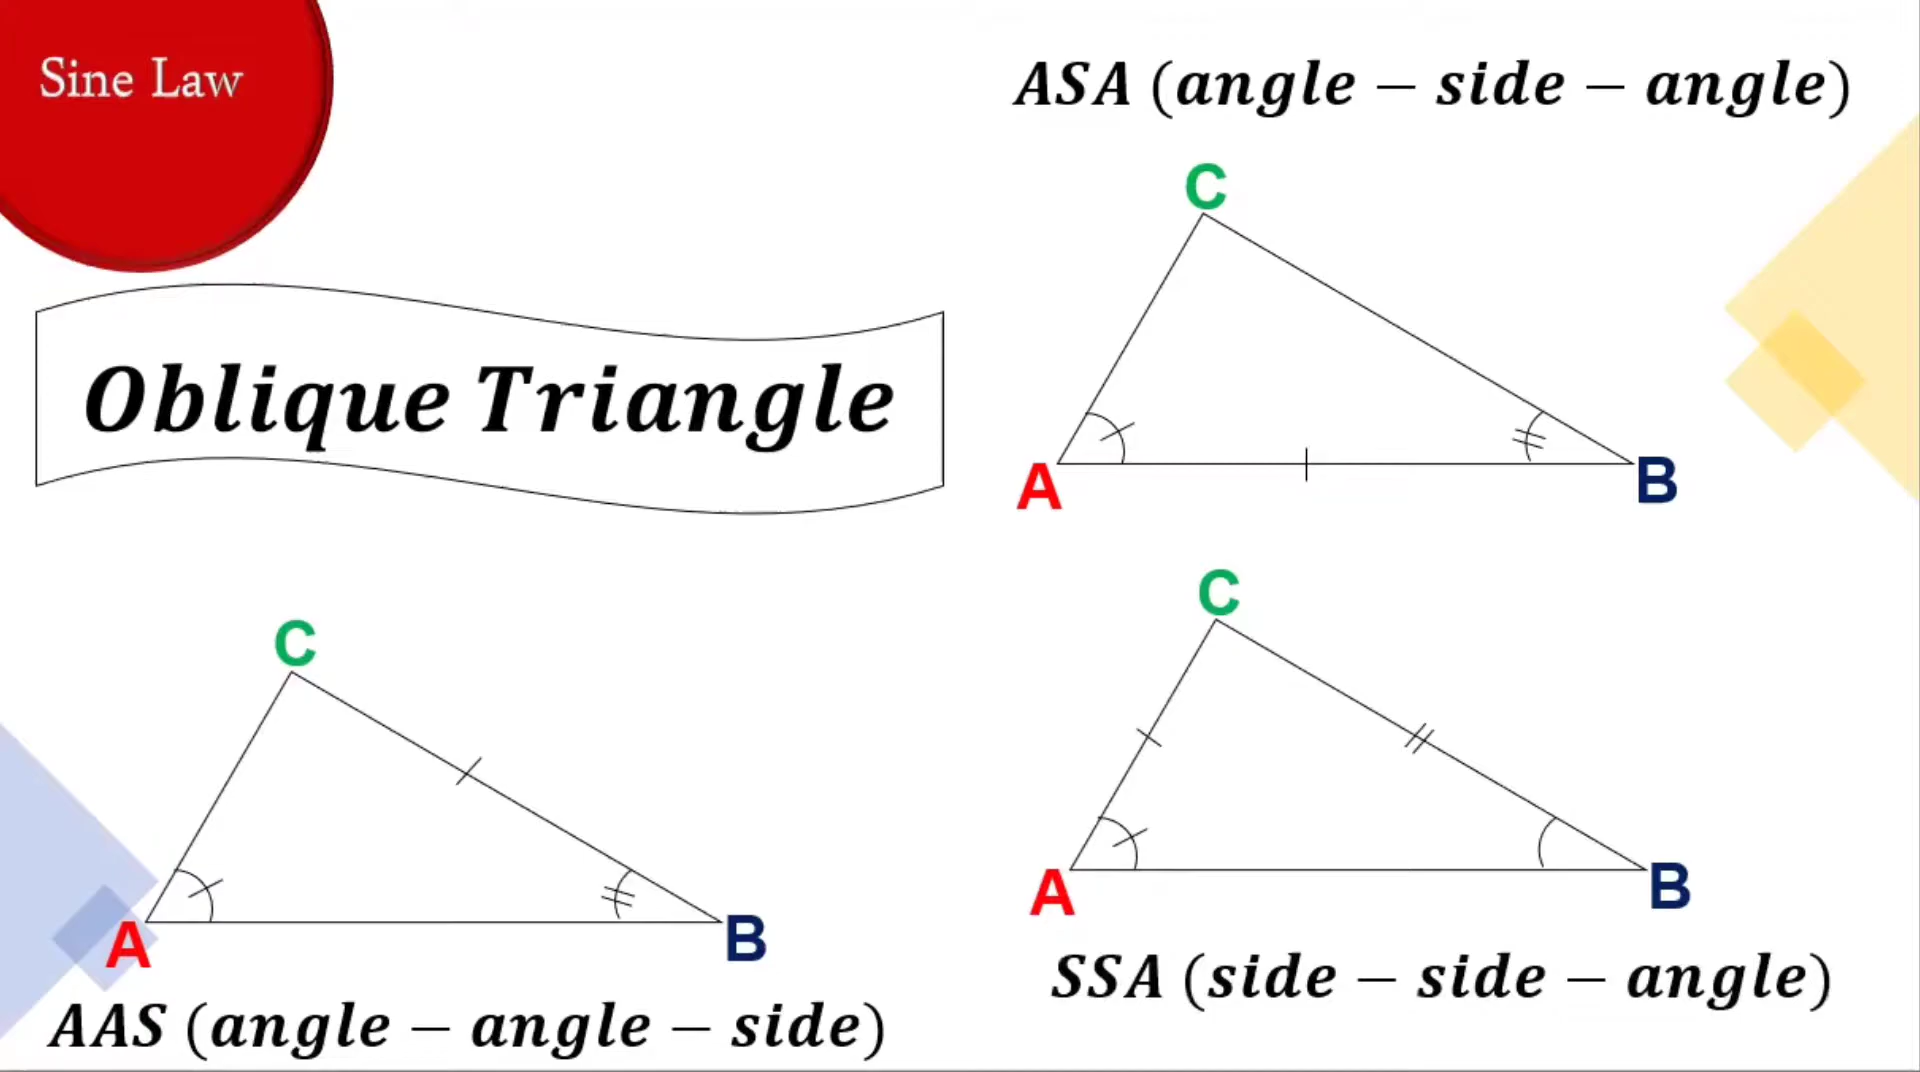 Sine Law
Oblique Triangle
ASA (angle − side − angle)
C
A
B
C
A
B
AAS (angle − angle − side)
C
A
B
SSA (side − side − angle)